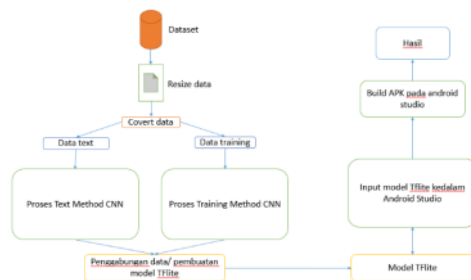 Dataset
Resize data
Covert data
Data text
Data training
Proses Text Method CNN
Proses Training Method CNN
Penggabungan data/ pembuatan
model TFlite
Model TFlite
Input model Tflite kedalam
Android Studio
Build APK pada android
studio
Hasil